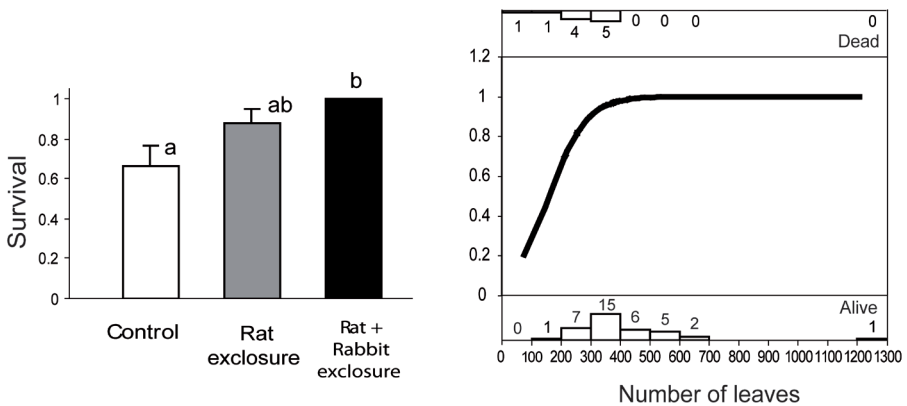 Survival
1
0.8
0.6
0.4
0.2
0
a
ab
b
Control
Rat
exclosure
Rat +
Rabbit
exclosure
1 1 4 5 0 0 0 0
Dead
1.2
1
0.8
0.6
0.4
0.2
0
Alive
0 1 7 15 6 5 2 1
0 100 200 300 400 500 600 700 800 900 1000 1100 1200 1300
Number of leaves